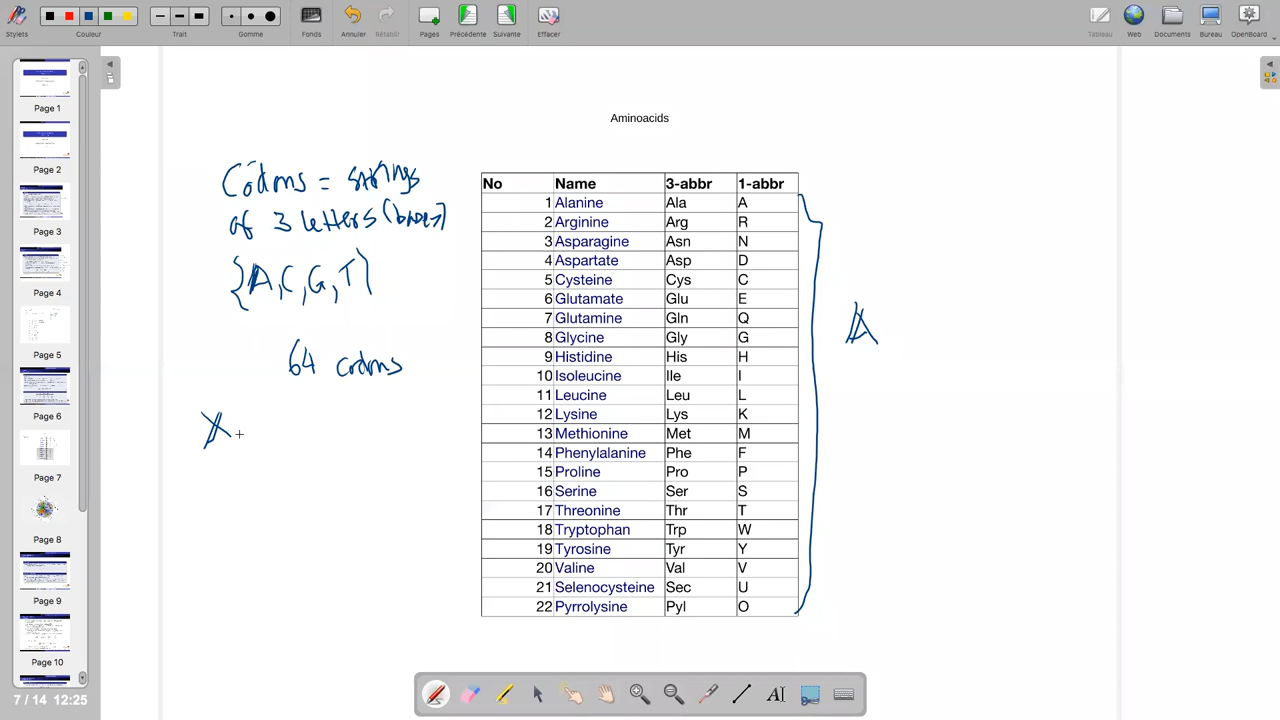 Stylets
Couleur
Trait
Gomme
Fonds
Annuler
Rétablir
Pages
Précédente
Suivante
Effacer
Tableau
Web
Documents
Bureau
OpenBoard
Page 1
Page 2
Page 3
Page 4
Page 5
Page 6
Page 7
Page 8
Page 9
Page 10
7 / 14 12:25
Codons = strings
of 3 letters (bases)
{A, C, G, T}
64 codons
X
Aminoacids
No Name 3-abbr 1-abbr
1 Alanine Ala A
2 Arginine Arg R
3 Asparagine Asn N
4 Aspartate Asp D
5 Cysteine Cys C
6 Glutamate Glu E
7 Glutamine Gln Q
8 Glycine Gly G
9 Histidine His H
10 Isoleucine Ile I
11 Leucine Leu L
12 Lysine Lys K
13 Methionine Met M
14 Phenylalanine Phe F
15 Proline Pro P
16 Serine Ser S
17 Threonine Thr T
18 Tryptophan Trp W
19 Tyrosine Tyr Y
20 Valine Val V
21 Selenocysteine Sec U
22 Pyrrolysine Pyl O
A